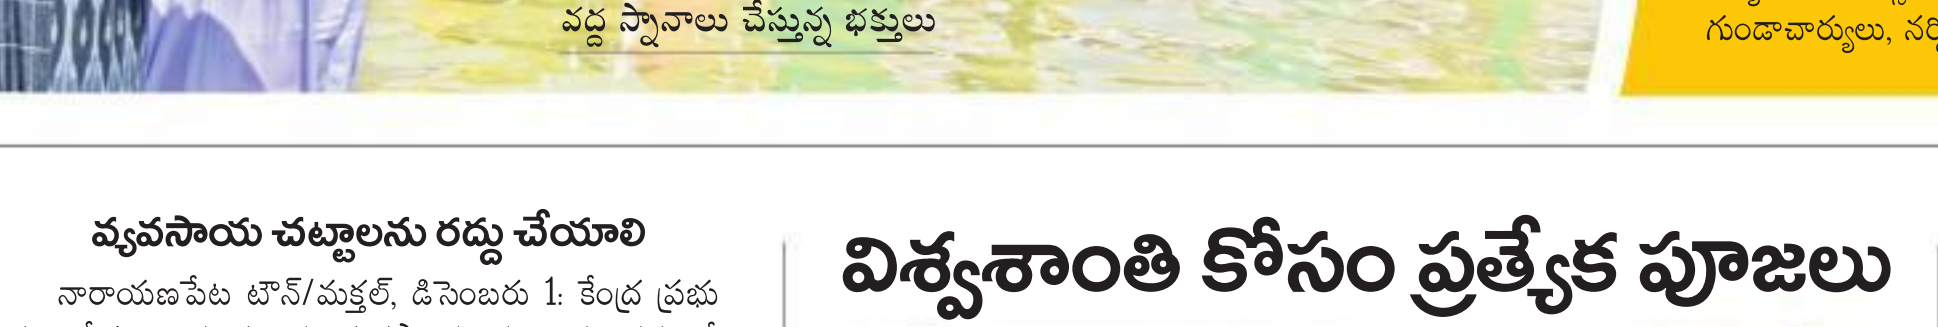 వద్ద స్నానాలు చేస్తున్న భక్తులు
గుండాచార్యులు,
వ్యవసాయ చట్టాలను రద్దు చేయాలి
నారాయణపేట టౌన్/మక్తల్, డిసెంబరు 1: కేంద్ర ప్రభు
విశ్వశాంతి కోసం ప్రత్యేక పూజలు